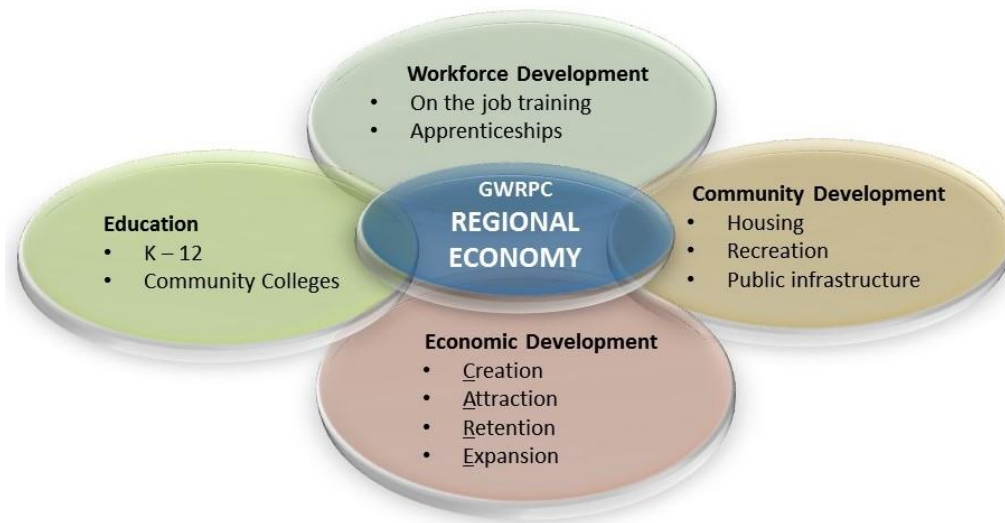 Workforce Development
• On the job training
• Apprenticeships
GWRPC
REGIONAL
ECONOMY
Education
• K – 12
• Community Colleges
Community Development
• Housing
• Recreation
• Public infrastructure
Economic Development
• Creation
• Attraction
• Retention
• Expansion